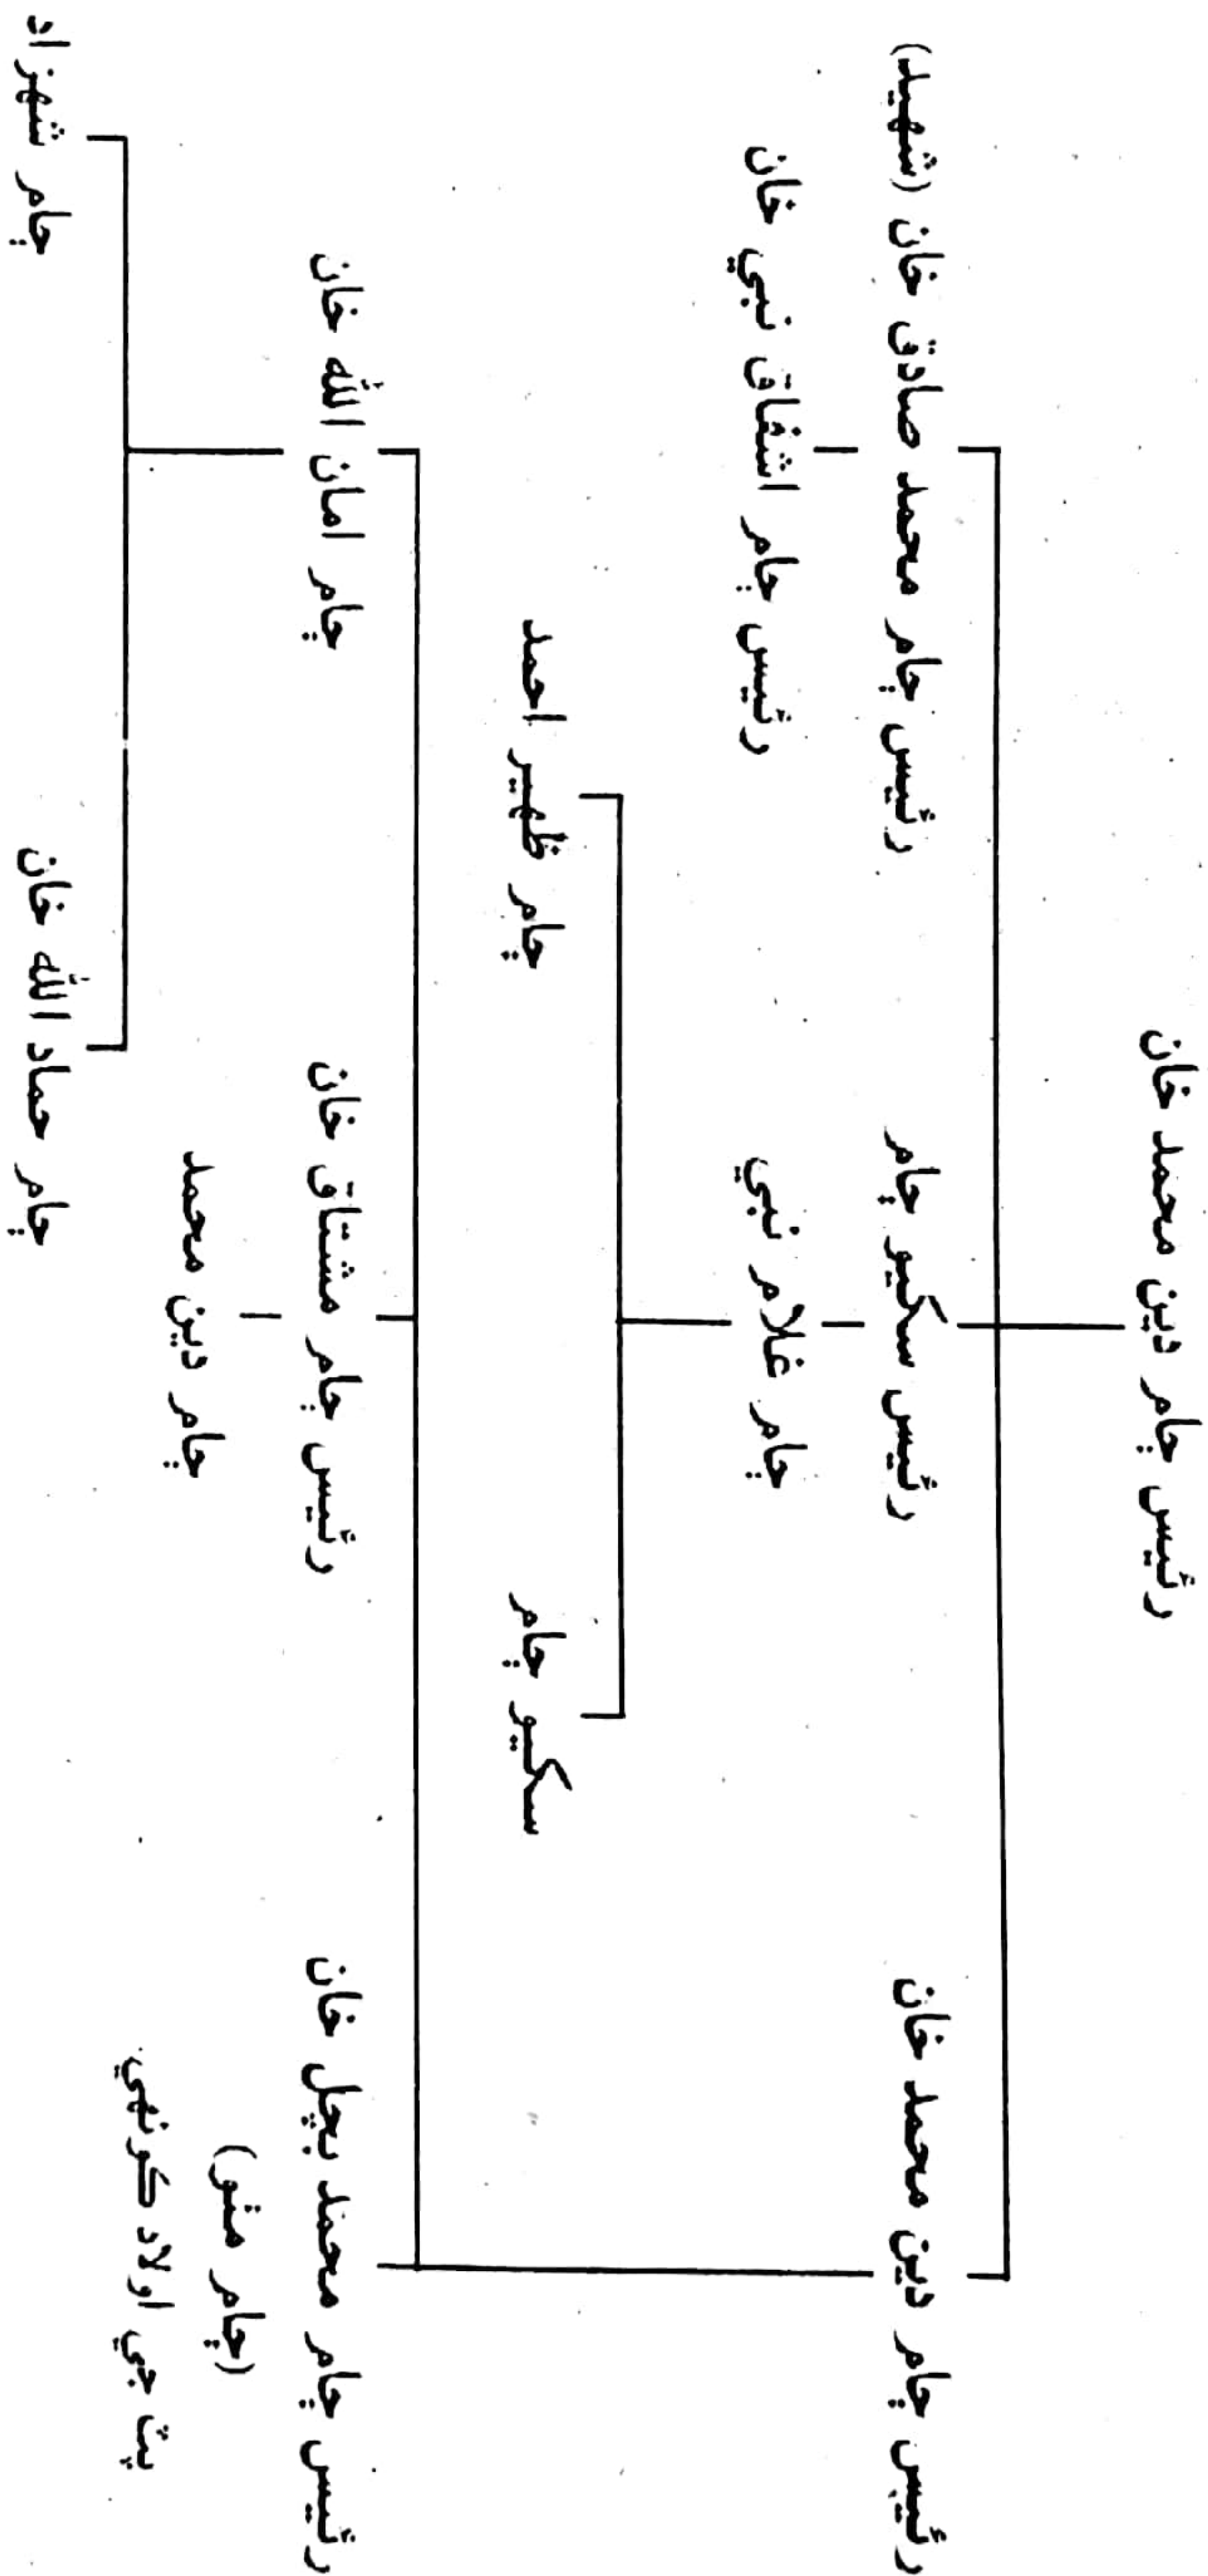 رئيس ڄام دين محمد خان
رئيس ڄام دين محمد خان
رئيس سکيو ڄام
رئيس ڄام محمد صادق خان (شهيد)
ڄام غلام نبي
رئيس ڄام اشفاق نبي خان
سکيو ڄام
ڄام ظهير احمد
رئيس ڄام محمد بچل خان
رئيس ڄام مشتاق خان
ڄام امان الله خان
(ڄام مٺو)
ڄام دين محمد
پٽ جي اولاد ڪونهي
ڄام حماد الله خان
ڄام شهزاد